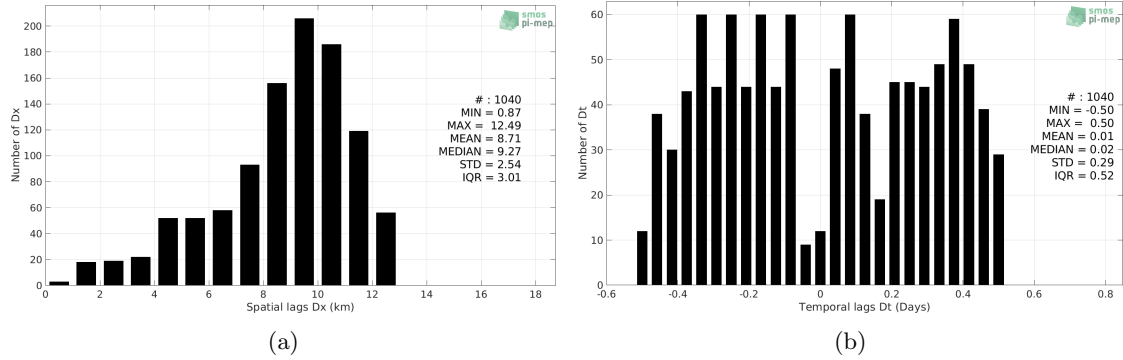 smos
pi-mep
200
180
160
140
120
100
80
60
40
20
0
Number of Dx
# : 1040
MIN = 0.87
MAX = 12.49
MEAN = 8.71
MEDIAN = 9.27
STD = 2.54
IQR = 3.01
0 2 4 6 8 10 12 14 16 18
Spatial lags Dx (km)
(a)
smos
pi-mep
60
50
40
30
20
10
0
Number of Dt
# : 1040
MIN = -0.50
MAX = 0.50
MEAN = 0.01
MEDIAN = 0.02
STD = 0.29
IQR = 0.52
-0.6 -0.4 -0.2 0 0.2 0.4 0.6 0.8
Temporal lags Dt (Days)
(b)